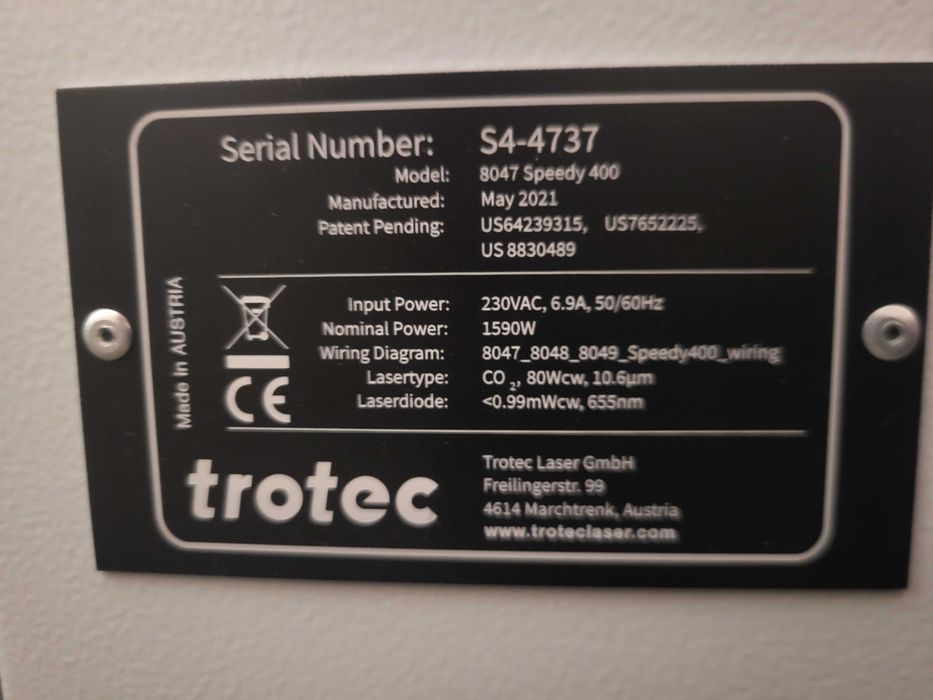 Serial Number: S4-4737
Model: 8047 Speedy 400
Manufactured: May 2021
Patent Pending: US64239315, US7652225,
US 8830489
Made in AUSTRIA
CE
Input Power: 230VAC, 6.9A, 50/60Hz
Nominal Power: 1590W
Wiring Diagram: 8047_8048_8049_Speedy400_wiring
Lasertype: CO 2, 80Wcw, 10.6µm
Laserdiode: <0.99mWcw, 655nm
trotec
Trotec Laser GmbH
Freilingerstr. 99
4614 Marchtrenk, Austria
www.troteclaser.com